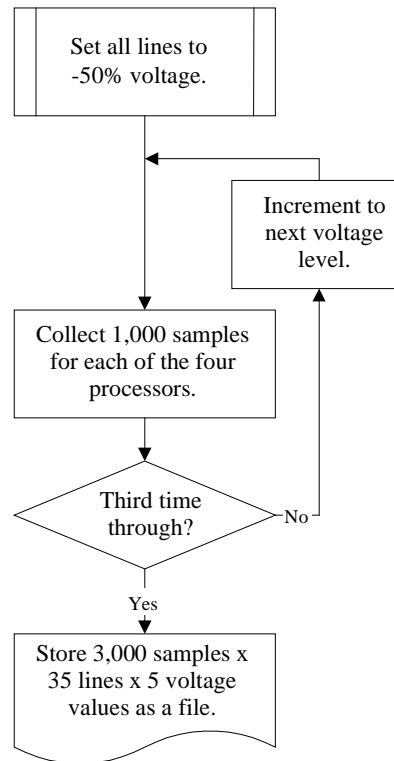 Set all lines to
-50% voltage.
Increment to
next voltage
level.
Collect 1,000 samples
for each of the four
processors.
Third time
through?
No
Yes
Store 3,000 samples x
35 lines x 5 voltage
values as a file.